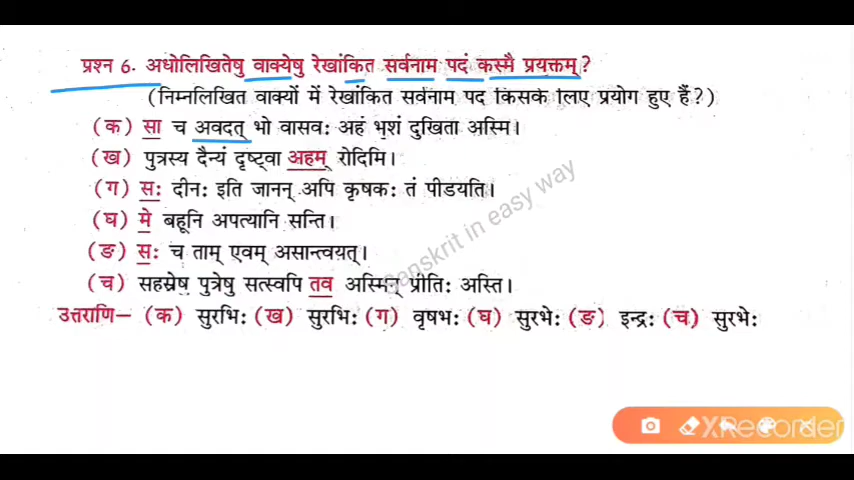 प्रश्न 6. अधोलिखितेषु वाक्येषु रेखांकित सर्वनाम पदं कस्मै प्रयक्तम्?
(निम्नलिखित वाक्यों में रेखांकित सर्वनाम पद किसके लिए प्रयोग हुए हैं?)
(क) सा च अवदत् भो वासवः अहं भृशं दुखिता अस्मि।
(ख) पुत्रस्य दैन्यं दृष्ट्वा अहम् रोदिमि।
(ग) सः दीनः इति जानन् अपि कृषकः तं पीडयति।
(घ) मे बहूनि अपत्यानि सन्ति।
(ङ) सः च ताम् एवम् असान्त्वयत्।
(च) सहस्रेषु पुत्रेषु सत्स्वपि तव अस्मिन् प्रीतिः अस्ति।
उत्तराणि– (क) सुरभिः (ख) सुरभिः (ग) वृषभः (घ) सुरभेः (ङ) इन्द्रः (च) सुरभेः
Sanskrit in easy way
XRecorder